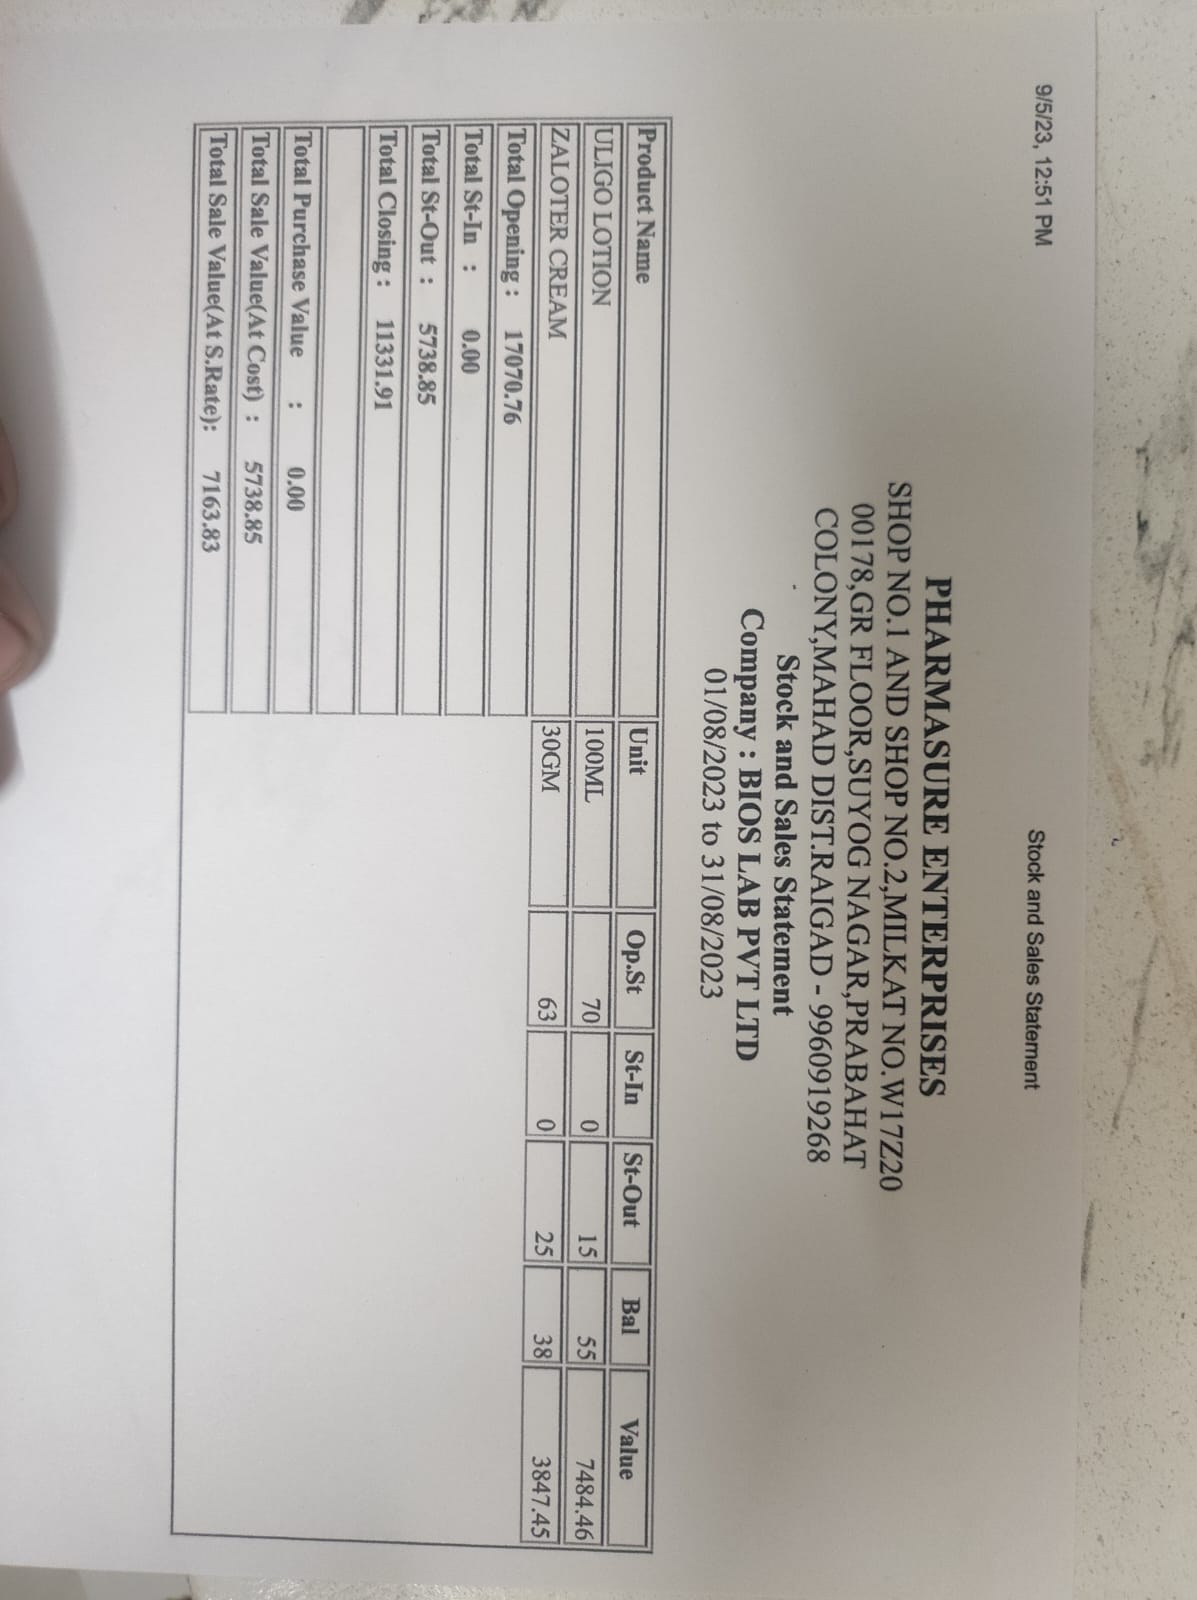 9/5/23, 12:51 PM
Stock and Sales Statement
PHARMASURE ENTERPRISES
SHOP NO.1 AND SHOP NO.2,MILKAT NO.W17Z20
00178,GR FLOOR,SUYOG NAGAR,PRABAHAT
COLONY,MAHAD DIST.RAIGAD - 9960919268
Stock and Sales Statement
Company : BIOS LAB PVT LTD
01/08/2023 to 31/08/2023
Product Name Unit Op.St St-In St-Out Bal Value
ULIGO LOTION 100ML 70 0 15 55 7484.46
ZALOTER CREAM 30GM 63 0 25 38 3847.45
Total Opening : 17070.76
Total St-In : 0.00
Total St-Out : 5738.85
Total Closing : 11331.91
Total Purchase Value : 0.00
Total Sale Value(At Cost) : 5738.85
Total Sale Value(At S.Rate): 7163.83